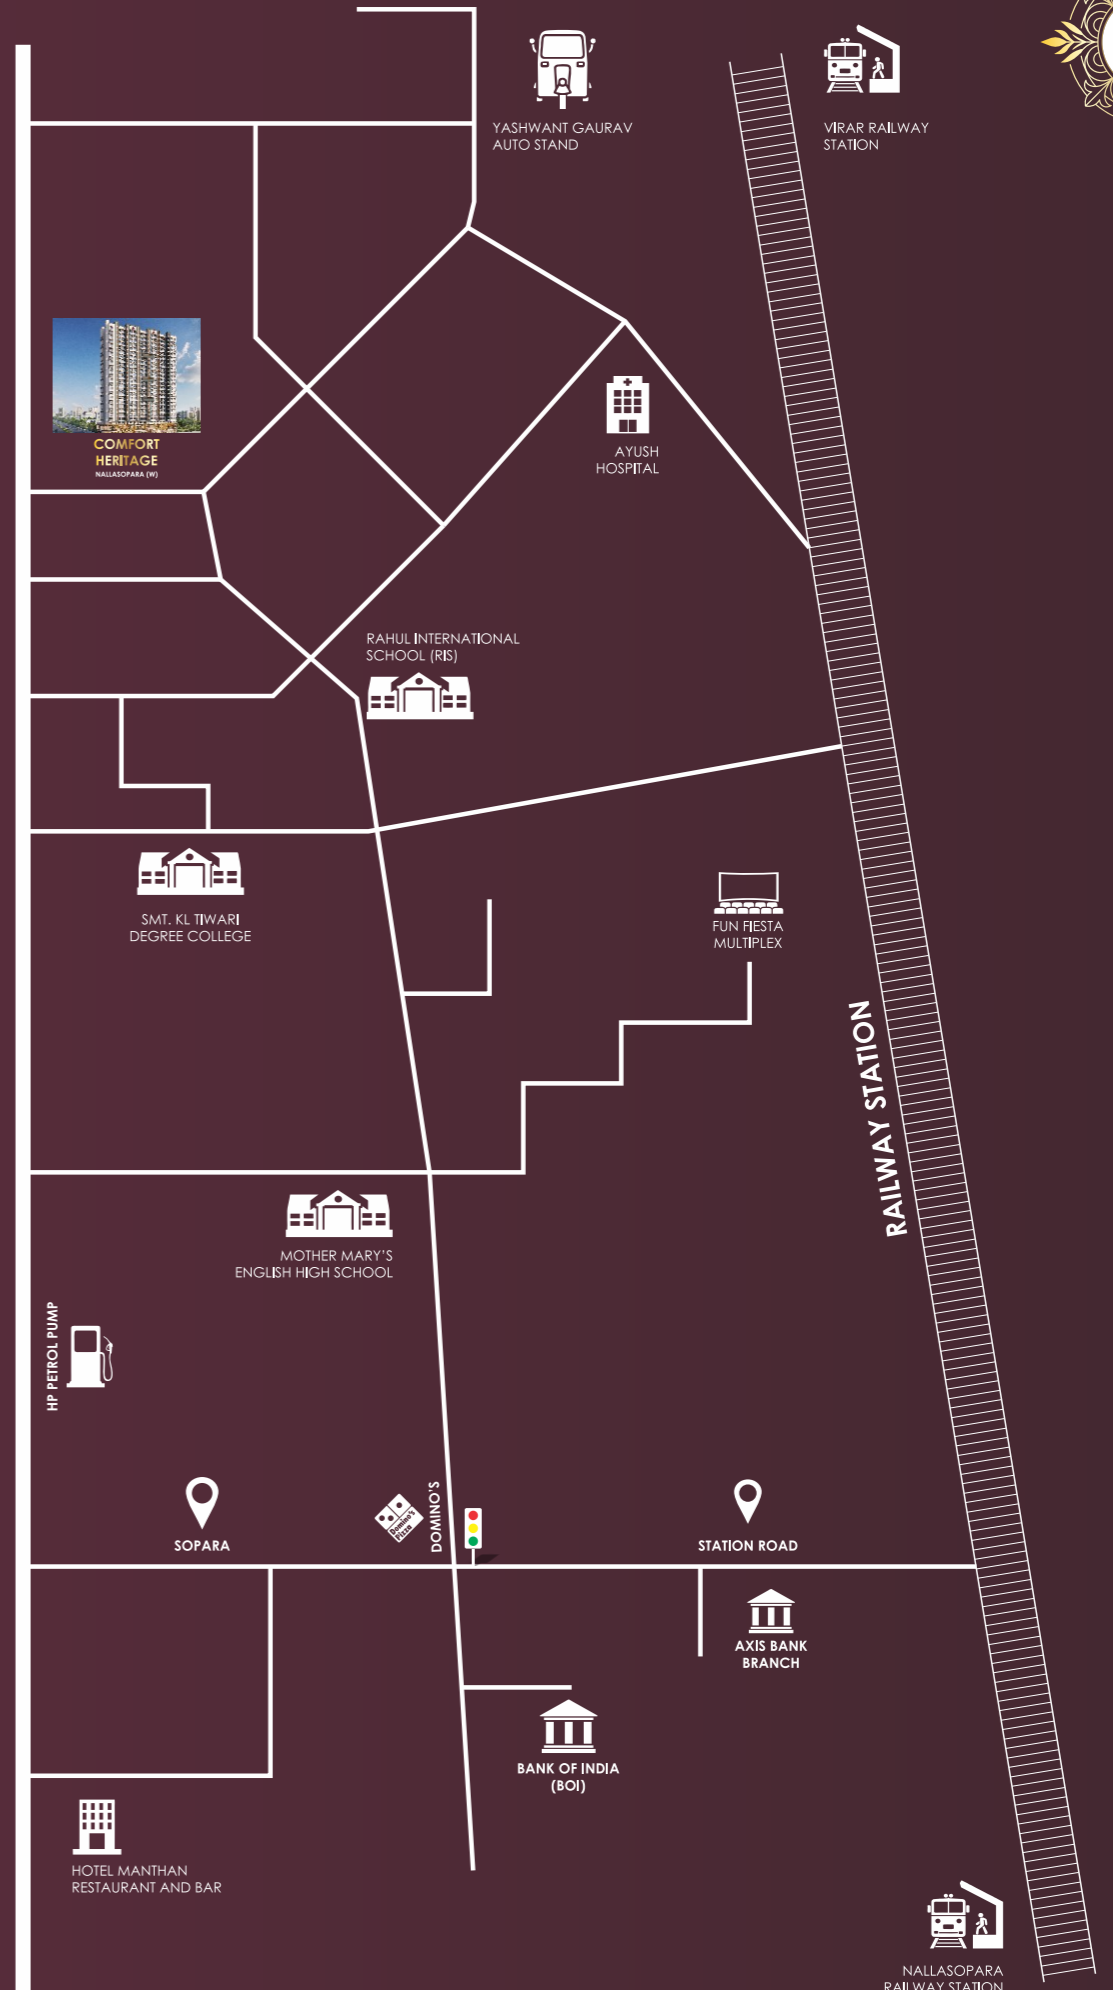 YASHWANT GAURAV
AUTO STAND
VIRAR RAILWAY
STATION
COMFORT
HERITAGE
NALLASOPARA (W)
AYUSH
HOSPITAL
RAHUL INTERNATIONAL
SCHOOL (RIS)
SMT. KL TIWARI
DEGREE COLLEGE
FUN FIESTA
MULTIPLEX
RAILWAY STATION
MOTHER MARY'S
ENGLISH HIGH SCHOOL
HP PETROL PUMP
SOPARA
Domino's
Pizza
DOMINO'S
STATION ROAD
AXIS BANK
BRANCH
BANK OF INDIA
(BOI)
HOTEL MANTHAN
RESTAURANT AND BAR
NALLASOPARA
RAILWAY STATION